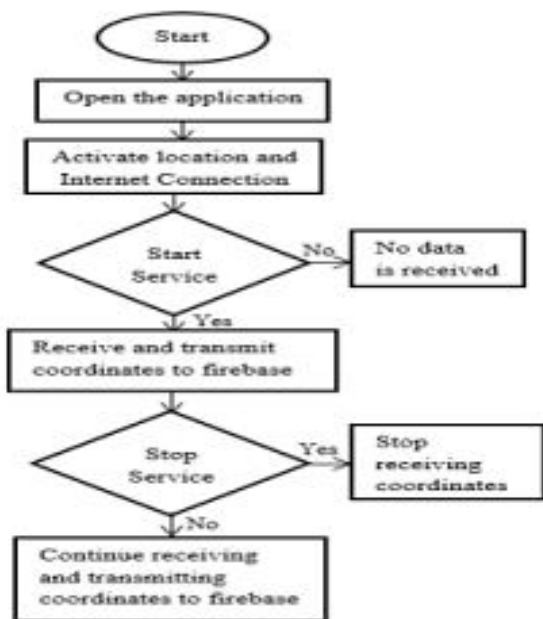 Start
Open the application
Activate location and
Internet Connection
Start
Service
No
No data
is received
Yes
Receive and transmit
coordinates to firebase
Stop
Service
Yes
Stop
receiving
coordinates
No
Continue receiving
and transmitting
coordinates to firebase